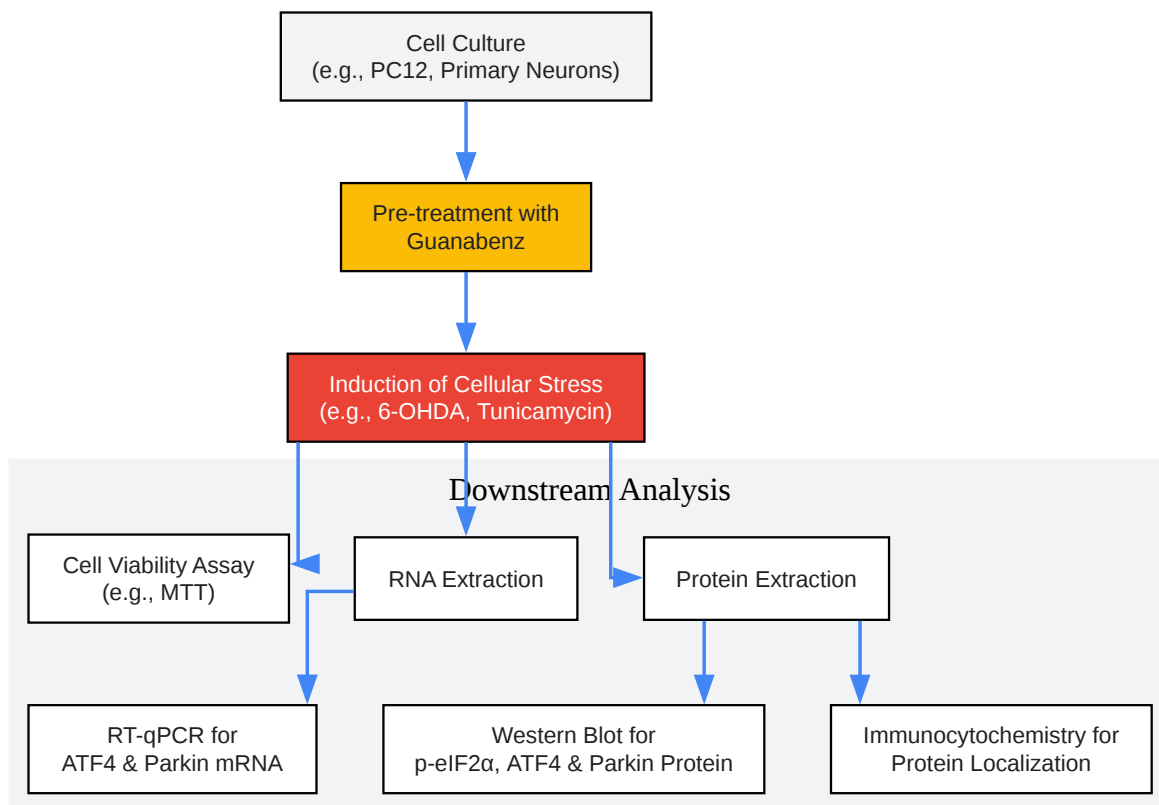 Cell Culture
(e.g., PC12, Primary Neurons)
Pre-treatment with
Guanabenz
Induction of Cellular Stress
(e.g., 6-OHDA, Tunicamycin)
Downstream Analysis
Cell Viability Assay
(e.g., MTT)
RNA Extraction
Protein Extraction
RT-qPCR for
ATF4 & Parkin mRNA
Western Blot for
p-eIF2α, ATF4 & Parkin Protein
Immunocytochemistry for
Protein Localization